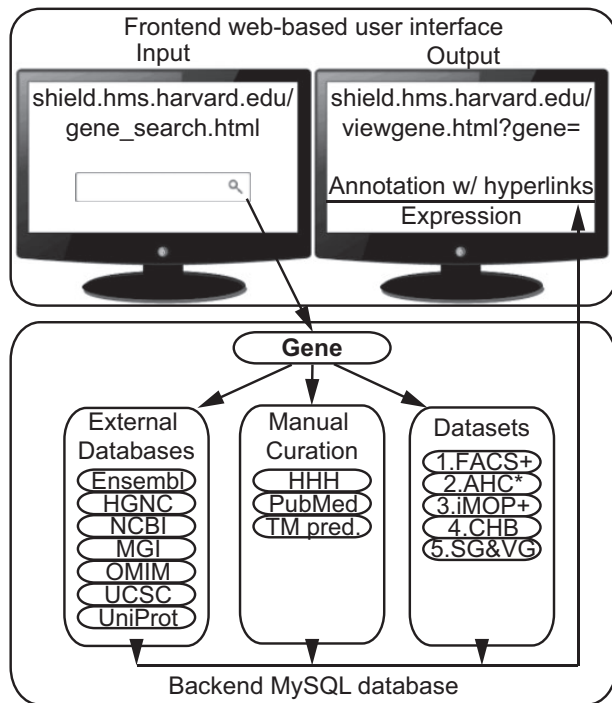 Frontend web-based user interface
Input
Output
shield.hms.harvard.edu/
gene_search.html
shield.hms.harvard.edu/
viewgene.html?gene=
Annotation w/ hyperlinks
Expression
Gene
External
Databases
Ensembl
HGNC
NCBI
MGI
OMIM
UCSC
UniProt
Manual
Curation
HHH
PubMed
TM pred.
Datasets
1.FACS+
2.AHC*
3.iMOP+
4.CHB
5.SG&VG
Backend MySQL database